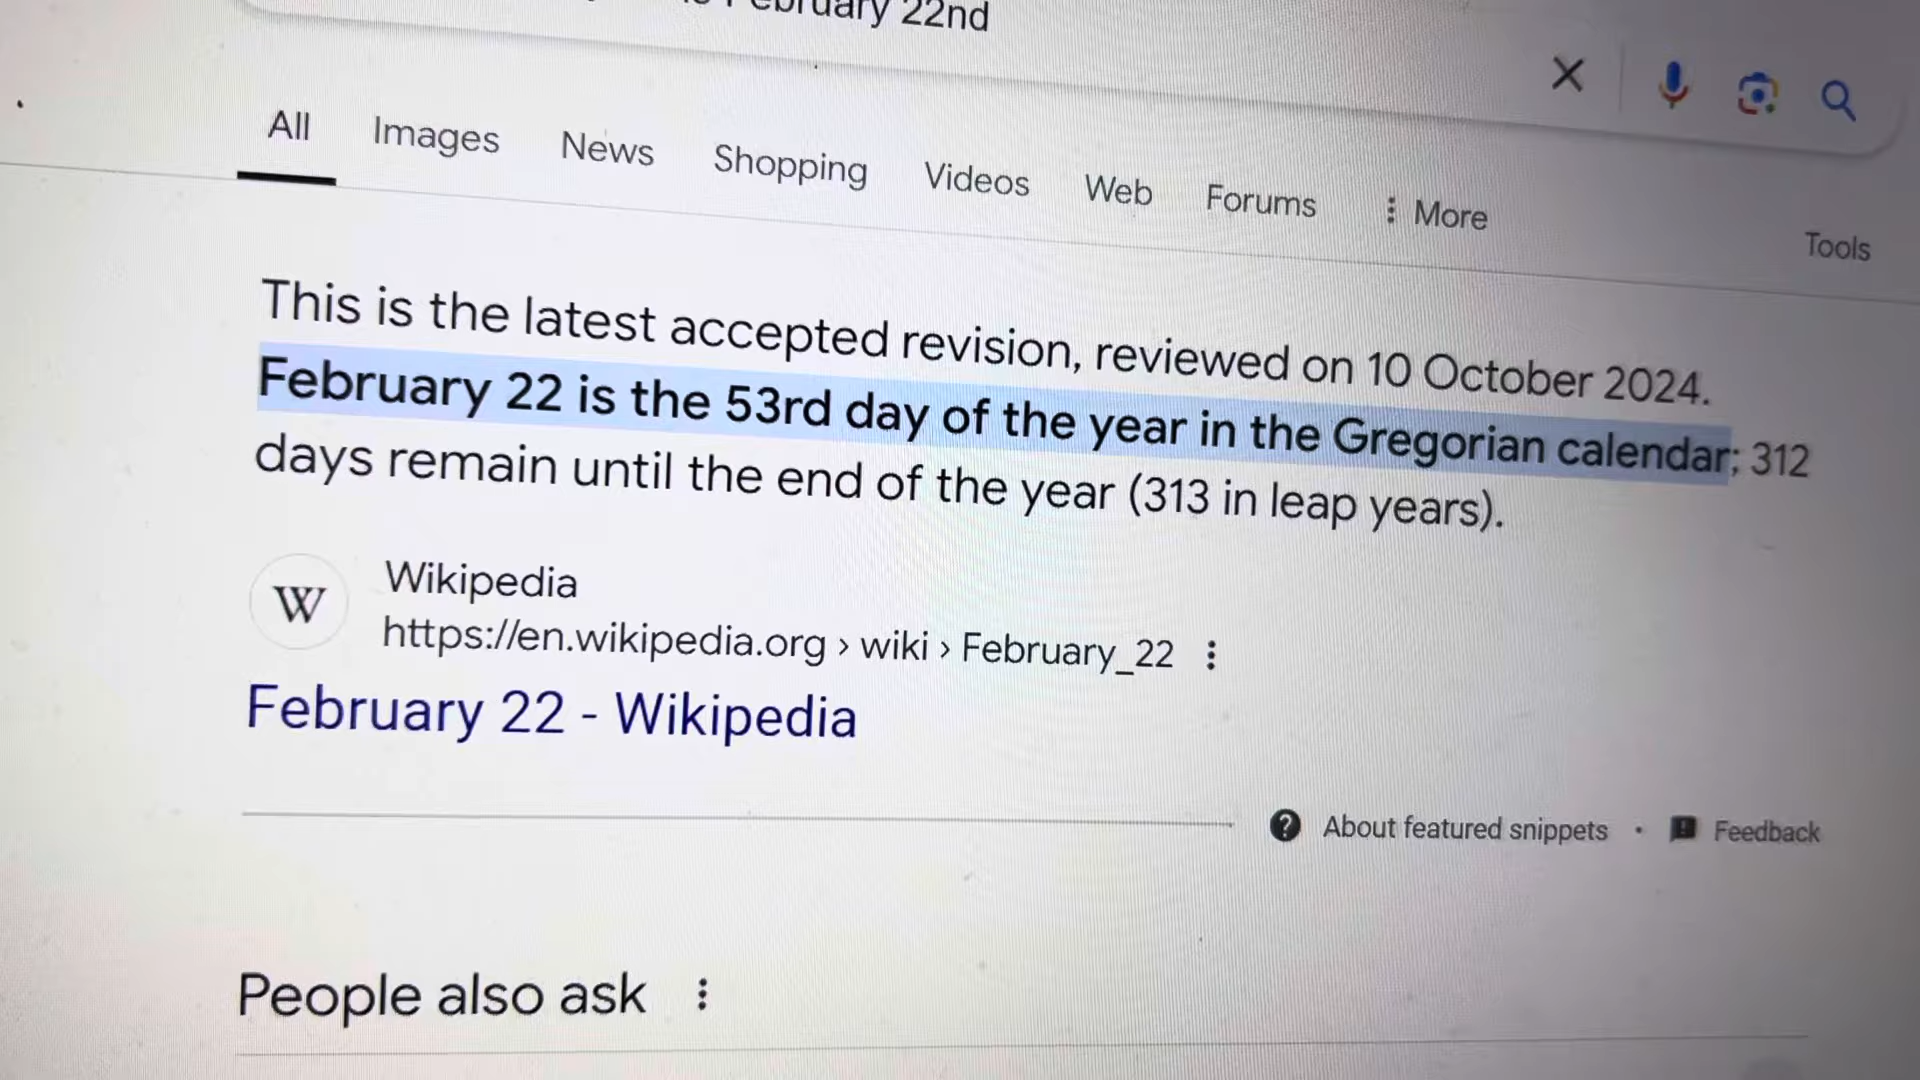 February 22nd
All Images News Shopping Videos Web Forums More
Tools
This is the latest accepted revision, reviewed on 10 October 2024.
February 22 is the 53rd day of the year in the Gregorian calendar; 312
days remain until the end of the year (313 in leap years).
W
Wikipedia
https://en.wikipedia.org › wiki › February_22
February 22 - Wikipedia
About featured snippets • Feedback
People also ask